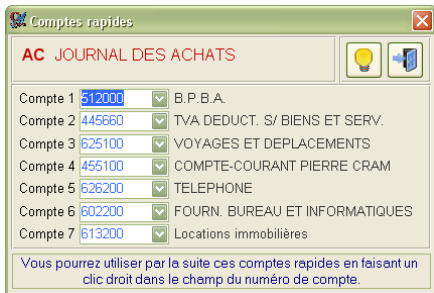 Comptes rapides
AC JOURNAL DES ACHATS
Compte 1 512000 B.P.B.A.
Compte 2 445660 TVA DEDUCT. S/ BIENS ET SERV.
Compte 3 625100 VOYAGES ET DEPLACEMENTS
Compte 4 455100 COMPTE-COURANT PIERRE CRAM
Compte 5 626200 TELEPHONE
Compte 6 602200 FOURN. BUREAU ET INFORMATIQUES
Compte 7 613200 Locations immobilières
Vous pourrez utiliser par la suite ces comptes rapides en faisant un
clic droit dans le champ du numéro de compte.